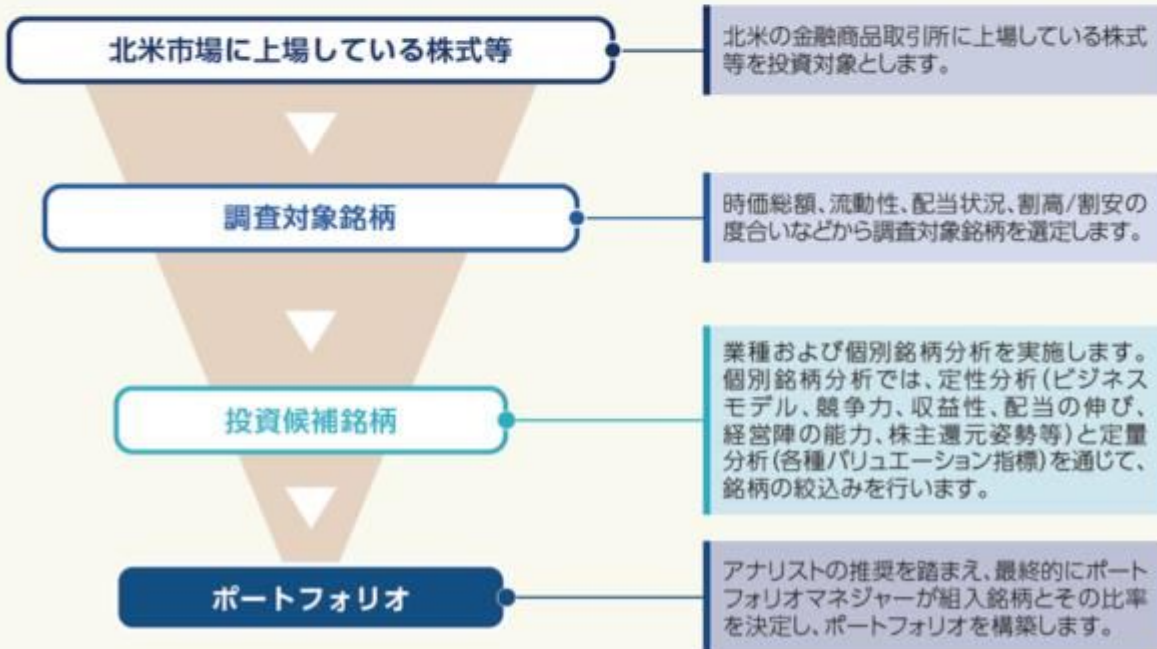 北米市場に上場している株式等
北米の金融商品取引所に上場している株式
等を投資対象とします。
調査対象銘柄
時価総額、流動性、配当状況、割高/割安の
度合いなどから調査対象銘柄を選定します。
投資候補銘柄
業種および個別銘柄分析を実施します。
個別銘柄分析では、定性分析(ビジネス
モデル、競争力、収益性、配当の伸び、
経営陣の能力、株主還元姿勢等)と定量
分析(各種バリュエーション指標)を通じて、
銘柄の絞込みを行います。
ポートフォリオ
アナリストの推奨を踏まえ、最終的にポート
フォリオマネジャーが組入銘柄とその比率
を決定し、ポートフォリオを構築します。